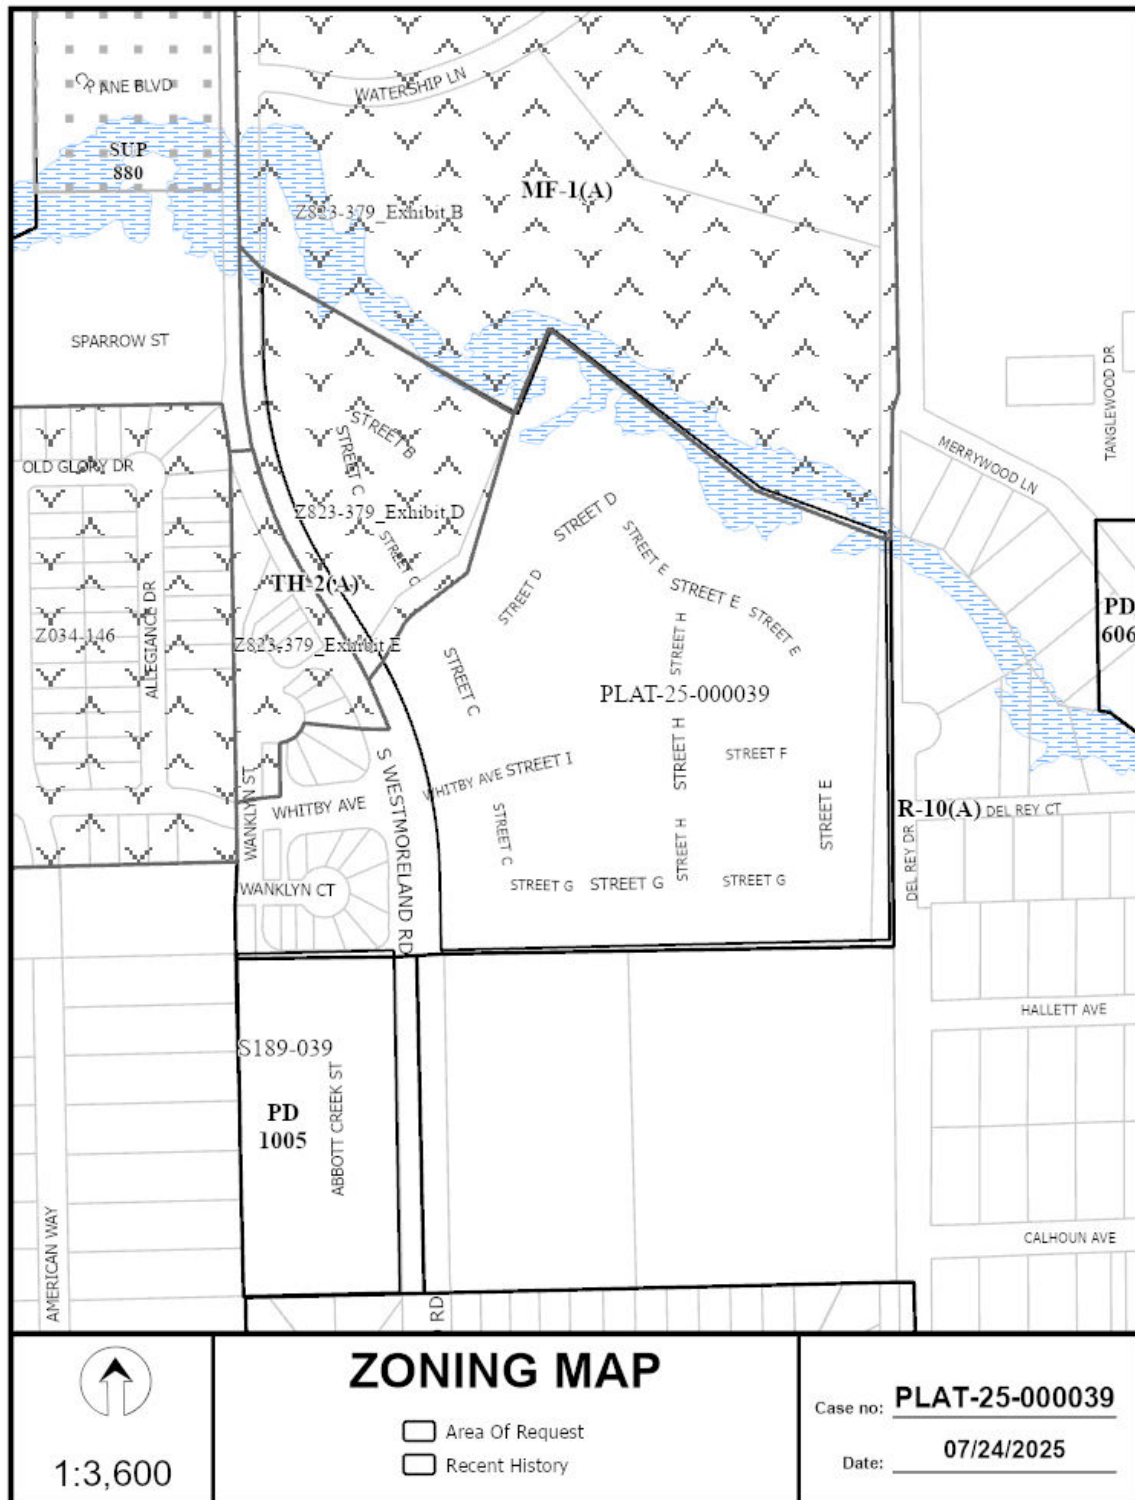 CRANE BLVD
WATERSHIP LN
SUP
880
MF-1(A)
Z823-379_Exhibit B
SPARROW ST
TANGLEWOOD DR
MERRYWOOD LN
OLD GLORY DR
STREET B
STREET C
Z823-379_Exhibit D
STREET C
STREET D
STREET E
TH-2(A)
STREET D
STREET E
STREET E
PD
606
ALLEGIANCE DR
Z034-146
Z823-379_Exhibit E
STREET H
STREET C
PLAT-25-000039
STREET H
STREET F
WHITBY AVE
STREET I
S WESTMORELAND RD
WANKLYN ST
WHITBY AVE
STREET C
STREET H
STREET E
R-10(A)
DEL REY CT
DEL REY DR
WANKLYN CT
STREET G
STREET G
STREET G
HALLETT AVE
S189-039
PD
1005
ABBOTT CREEK ST
AMERICAN WAY
CALHOUN AVE
RD
1:3,600
ZONING MAP
Area Of Request
Recent History
Case no: PLAT-25-000039
Date: 07/24/2025